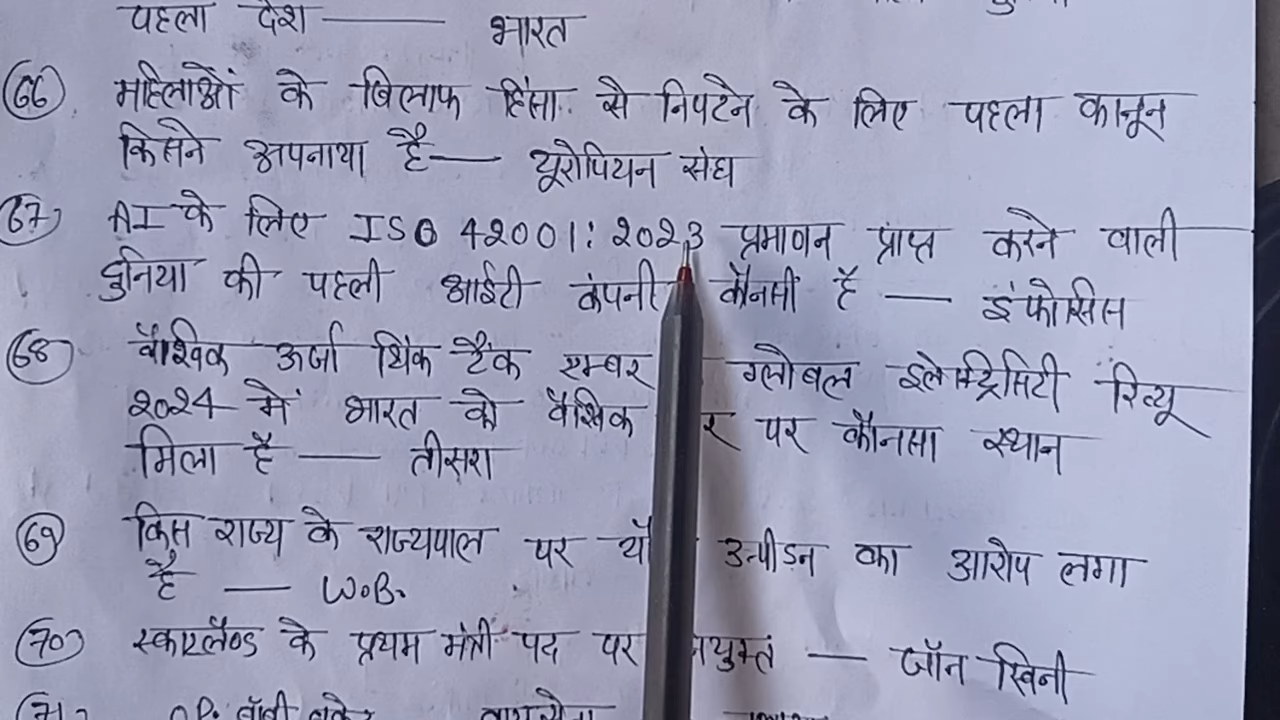 पहला देश —— भारत
66 महिलाओं के खिलाफ हिंसा से निपटने के लिए पहला कानून
किसने अपनाया है — यूरोपियन संघ
67 AI के लिए ISO 42001:2023 प्रमाणन प्राप्त करने वाली
दुनिया की पहली आईटी कंपनी कौनसी है — इंफोसिस
68 वैश्विक ऊर्जा थिंक टैंक एम्बर ग्लोबल इलेक्ट्रिसिटी रिव्यू
2024 में भारत को वैश्विक पर कौनसा स्थान
मिला है —— तीसरा
69 किस राज्य के राज्यपाल पर उत्पीड़न का आरोप लगा
है — W.B.
70 स्कॉटलैण्ड के प्रथम मंत्री पद पर — जॉन स्विनी
71